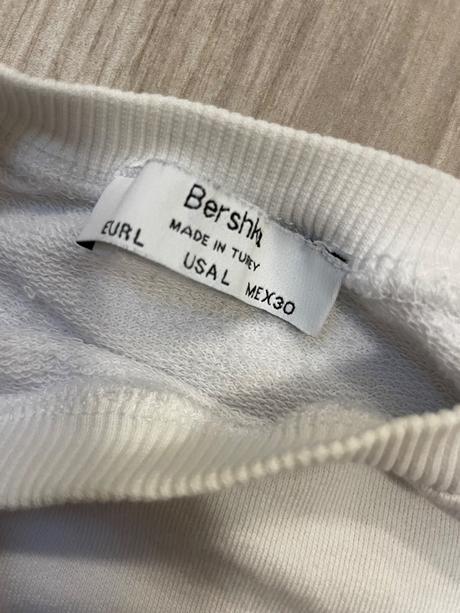 Bershka
MADE IN TURKEY
EUR L
USA L
MEX 30